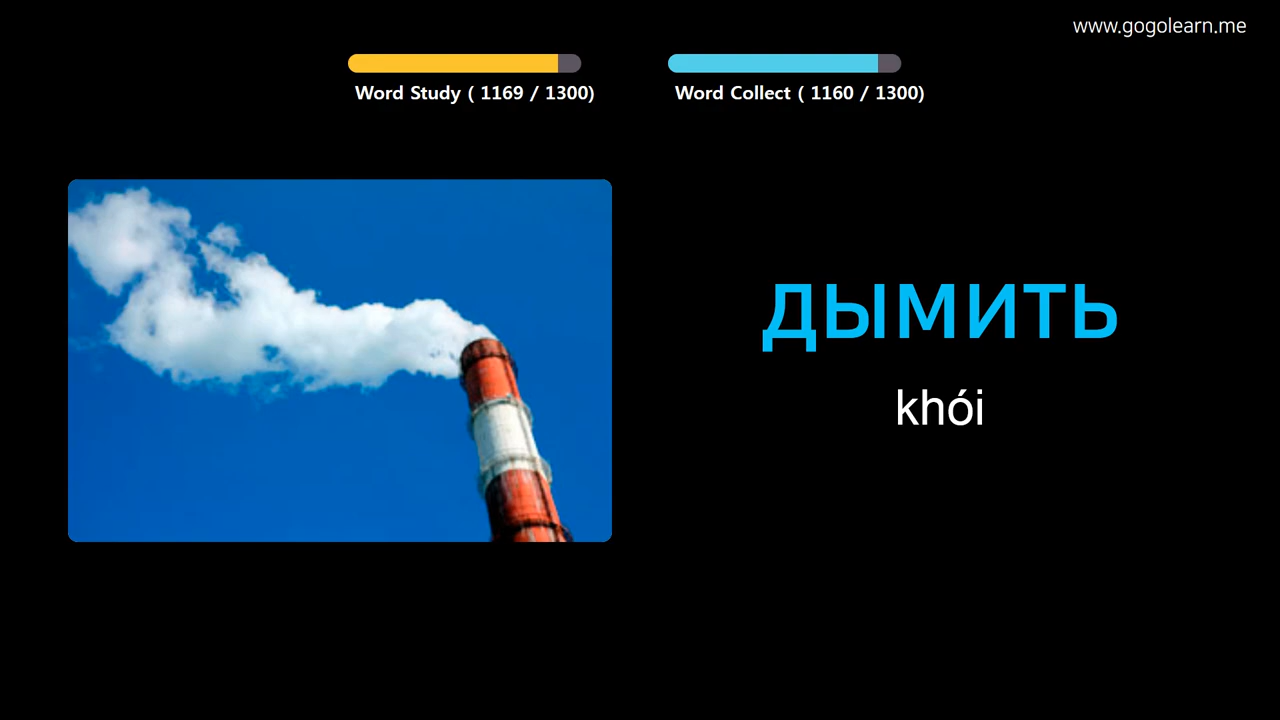 www.gogolearn.me
Word Study ( 1169 / 1300)
Word Collect ( 1160 / 1300)
дымить
khói